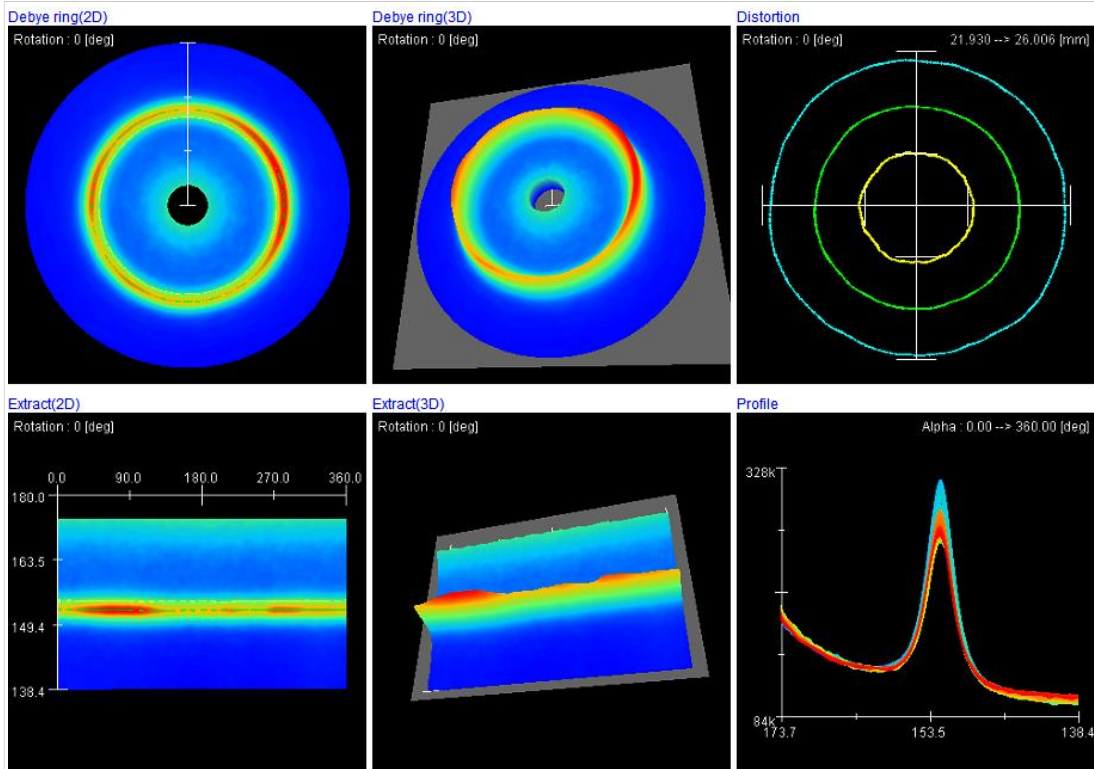 Debye ring(2D)
Rotation : 0 [deg]
Debye ring(3D)
Rotation : 0 [deg]
Distortion
Rotation : 0 [deg] 21.930 --> 26.006 [mm]
Extract(2D)
Rotation : 0 [deg]
0.0 90.0 180.0 270.0 360.0
180.0
163.5
149.4
138.4
Extract(3D)
Rotation : 0 [deg]
Profile
Alpha : 0.00 --> 360.00 [deg]
328k
84k
173.7 153.5 138.4